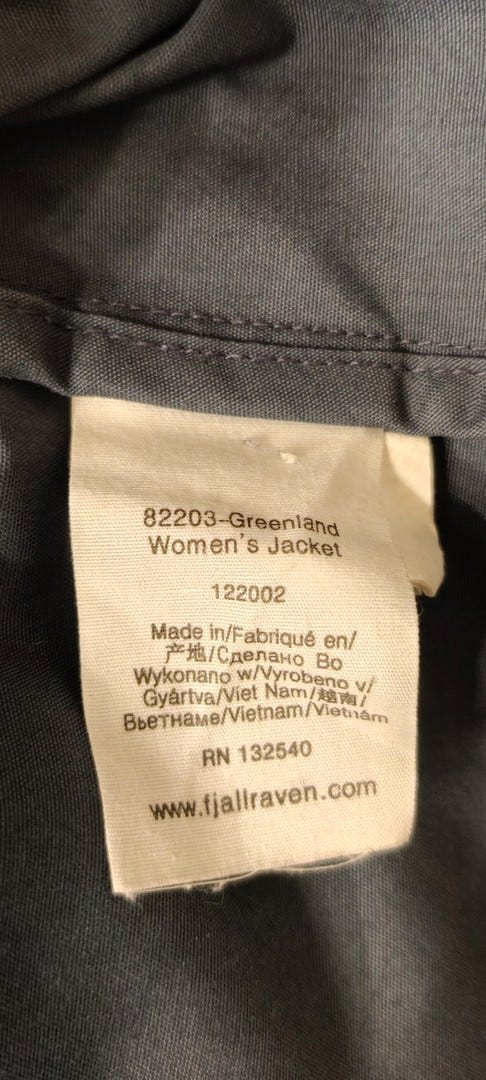 82203-Greenland
Women's Jacket
122002
Made in/Fabriqué en/
产地/Сделано Во
Wykonano w/Vyrobeno v/
Gyártva/Viet Nam/越南/
Вьетнаме/Vietnam/Vietnám
RN 132540
www.fjallraven.com